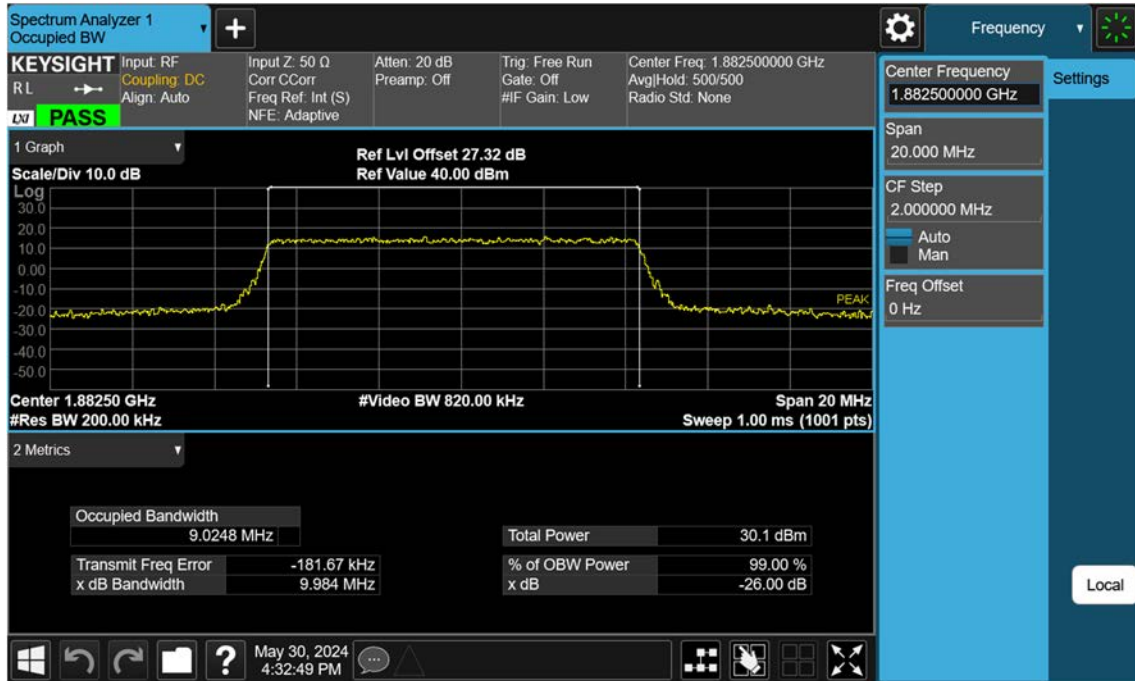 Spectrum Analyzer 1
Occupied BW
+
Frequency
KEYSIGHT
R L
LXI
PASS
Input: RF
Coupling: DC
Align: Auto
Input Z: 50 Ω
Corr CCorr
Freq Ref: Int (S)
NFE: Adaptive
Atten: 20 dB
Preamp: Off
Trig: Free Run
Gate: Off
#IF Gain: Low
Center Freq: 1.882500000 GHz
Avg|Hold: 500/500
Radio Std: None
Center Frequency
1.882500000 GHz
Settings
Span
20.000 MHz
CF Step
2.000000 MHz
Auto
Man
Freq Offset
0 Hz
Local
1 Graph
Scale/Div 10.0 dB
Ref Lvl Offset 27.32 dB
Ref Value 40.00 dBm
Log
30.0
20.0
10.0
0.00
-10.0
-20.0
-30.0
-40.0
-50.0
PEAK
Center 1.88250 GHz
#Video BW 820.00 kHz
Span 20 MHz
#Res BW 200.00 kHz
Sweep 1.00 ms (1001 pts)
2 Metrics
Occupied Bandwidth
9.0248 MHz
Total Power 30.1 dBm
Transmit Freq Error -181.67 kHz
% of OBW Power 99.00 %
x dB Bandwidth 9.984 MHz
x dB -26.00 dB
?
May 30, 2024
4:32:49 PM